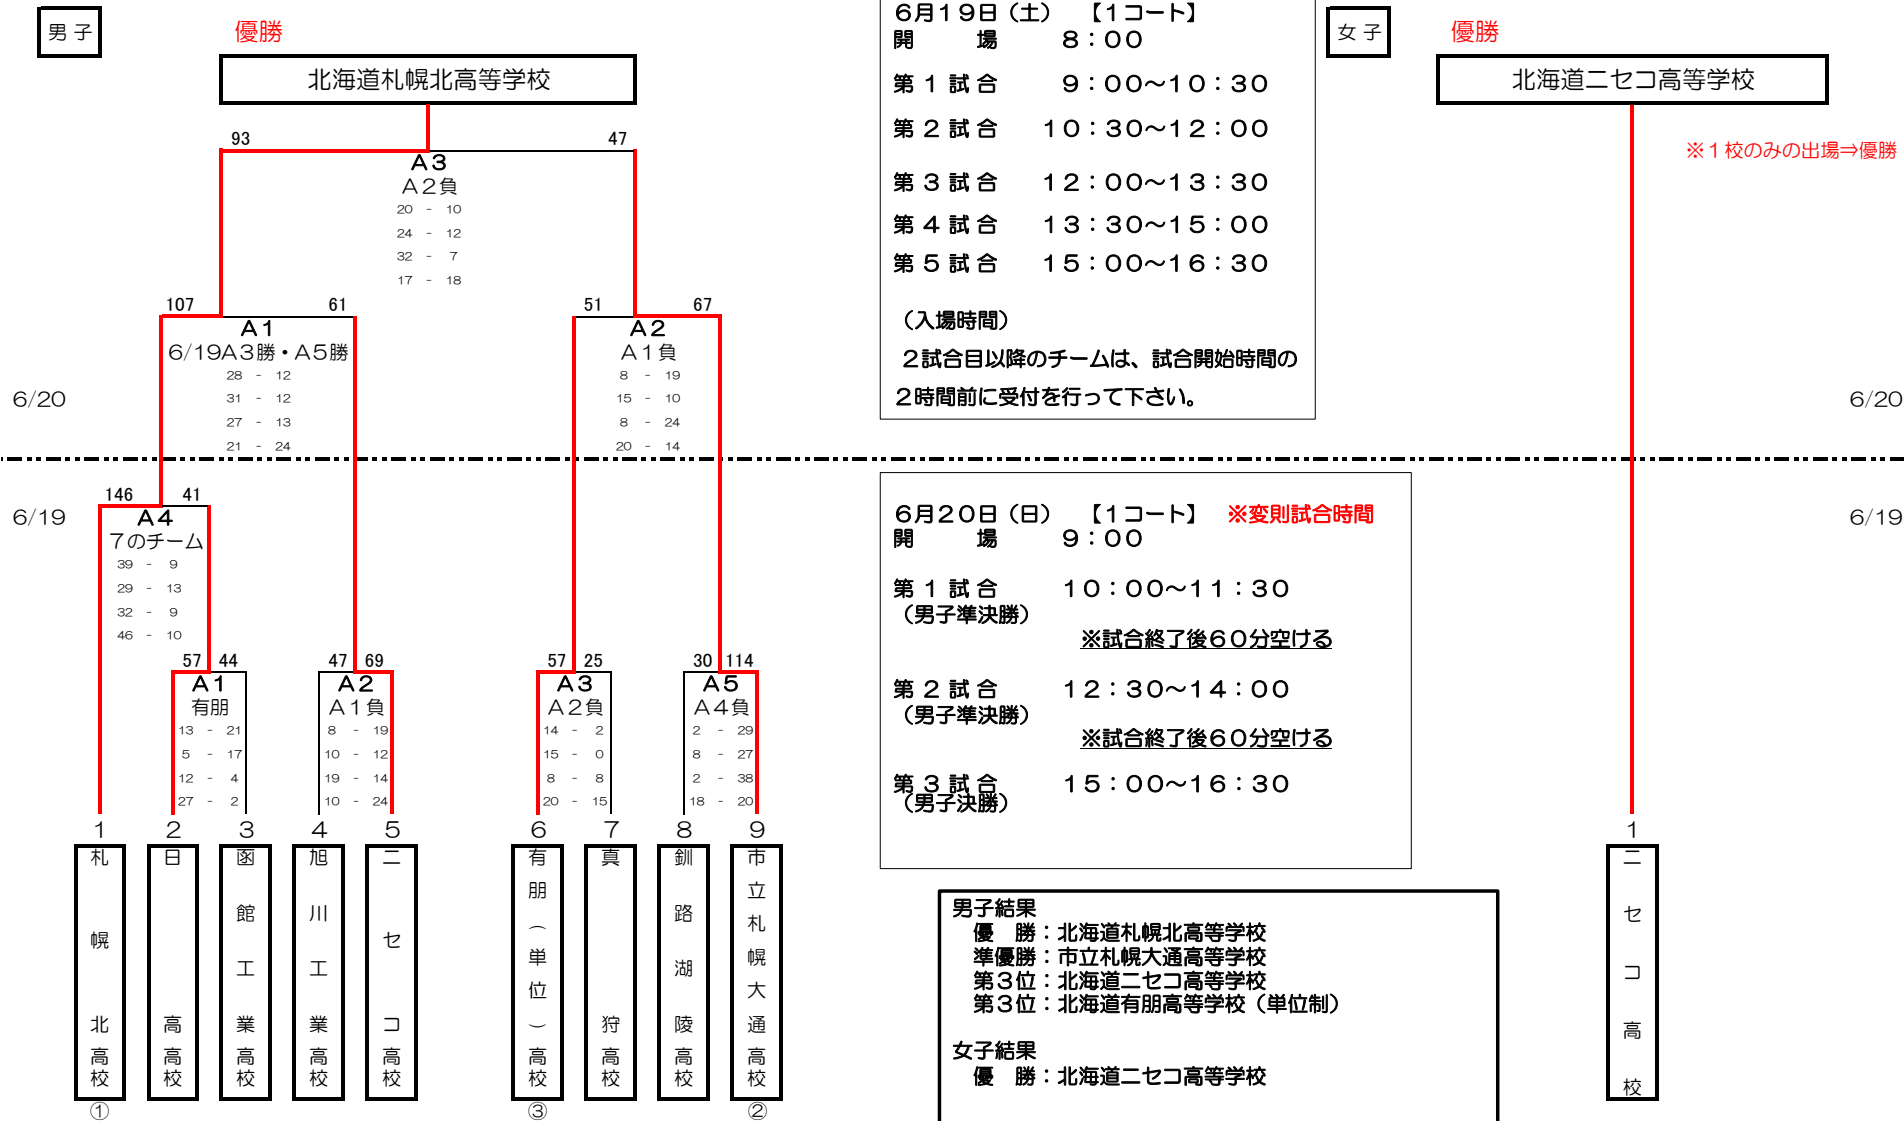 男子
優勝
北海道札幌北高等学校
93 47
A3
A2負
20 - 10
24 - 12
32 - 7
17 - 18
107 61
A1
6/19A3勝・A5勝
28 - 12
31 - 12
27 - 13
21 - 24
51 67
A2
A1負
8 - 19
15 - 10
8 - 24
20 - 14
6/20
6/19
146 41
A4
7のチーム
39 - 9
29 - 13
32 - 9
46 - 10
57 44
A1
有朋
13 - 21
5 - 17
12 - 4
27 - 2
47 69
A2
A1負
8 - 19
10 - 12
19 - 14
10 - 24
57 25
A3
A2負
14 - 2
15 - 0
8 - 8
20 - 15
30 114
A5
A4負
2 - 29
8 - 27
2 - 38
18 - 20
1
札幌北高校
①
2
日高高校
3
函館工業高校
4
旭川工業高校
5
ニセコ高校
6
有朋（単位）高校
③
7
真狩高校
8
釧路湖陵高校
9
市立札幌大通高校
②
6月19日（土） 【1コート】
開 場 8：00
第1試合 9：00～10：30
第2試合 10：30～12：00
第3試合 12：00～13：30
第4試合 13：30～15：00
第5試合 15：00～16：30
（入場時間）
2試合目以降のチームは、試合開始時間の
2時間前に受付を行って下さい。
6月20日（日） 【1コート】 ※変則試合時間
開 場 9：00
第1試合 10：00～11：30
（男子準決勝）
※試合終了後60分空ける
第2試合 12：30～14：00
（男子準決勝）
※試合終了後60分空ける
第3試合 15：00～16：30
（男子決勝）
男子結果
優 勝：北海道札幌北高等学校
準優勝：市立札幌大通高等学校
第3位：北海道ニセコ高等学校
第3位：北海道有朋高等学校（単位制）
女子結果
優 勝：北海道ニセコ高等学校
女子
優勝
北海道ニセコ高等学校
※1校のみの出場⇒優勝
6/20
6/19
1
ニセコ高校